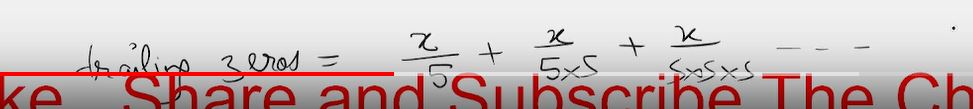 trailing zeros = x/5 + x/5×5 + x/5×5×5 - - - -
ke Share and Subscribe The Ch